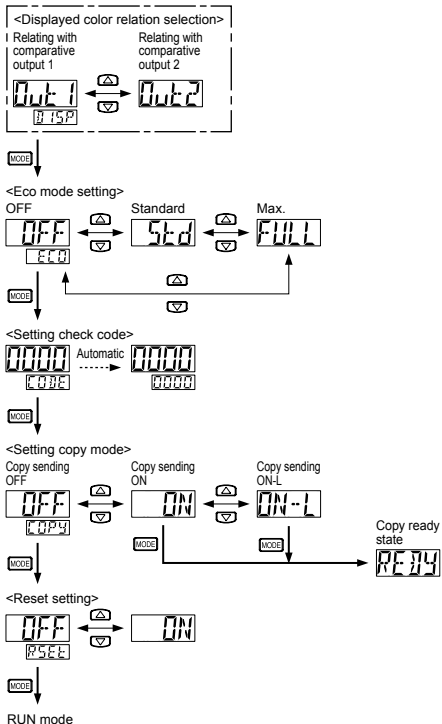 <Displayed color relation selection>
Relating with comparative output 1
Relating with comparative output 2
Out1
DISP
Out2
MODE
<Eco mode setting>
OFF
Standard
Max.
OFF
ECO
Std
FULL
MODE
<Setting check code>
0000
CODE
Automatic
0000
0000
MODE
<Setting copy mode>
Copy sending OFF
Copy sending ON
Copy sending ON-L
OFF
COPY
ON
ON-L
Copy ready state
MODE
MODE
REDY
MODE
<Reset setting>
OFF
RSEt
ON
MODE
RUN mode